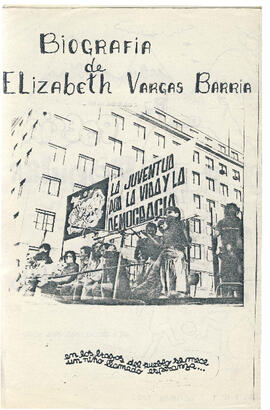 BIOGRAFIA
de
ELizabeth VARGAS BARRIA
LA JUVENTUD
POR LA VIDA Y LA
DEMOCRACIA
en los brazos del pueblo se mece
un niño llamado esperanza...